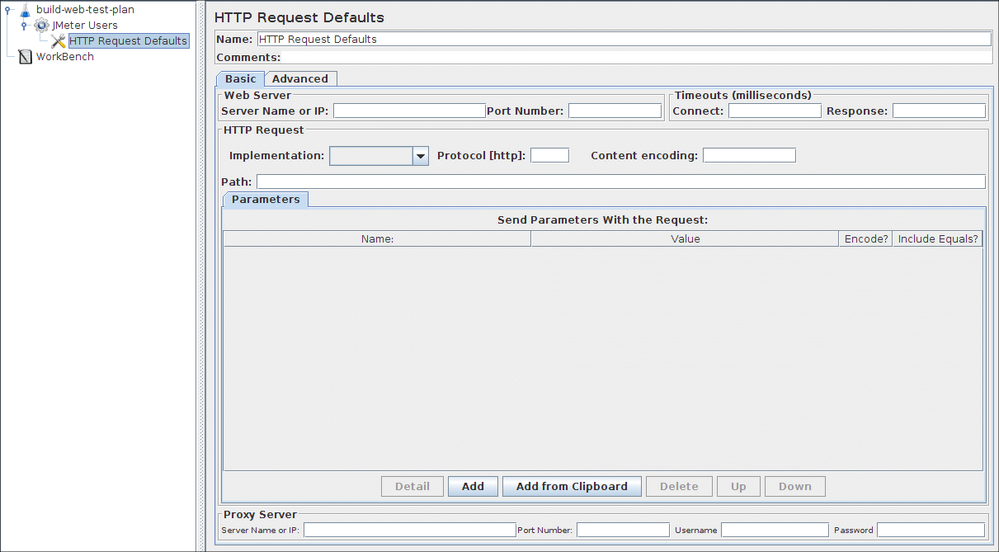 build-web-test-plan
JMeter Users
HTTP Request Defaults
WorkBench
HTTP Request Defaults
Name: HTTP Request Defaults
Comments:
Basic Advanced
Web Server
Server Name or IP: Port Number:
Timeouts (milliseconds)
Connect: Response:
HTTP Request
Implementation: Protocol [http]: Content encoding:
Path:
Parameters
Send Parameters With the Request:
Name: Value Encode? Include Equals?
Detail Add Add from Clipboard Delete Up Down
Proxy Server
Server Name or IP: Port Number: Username Password